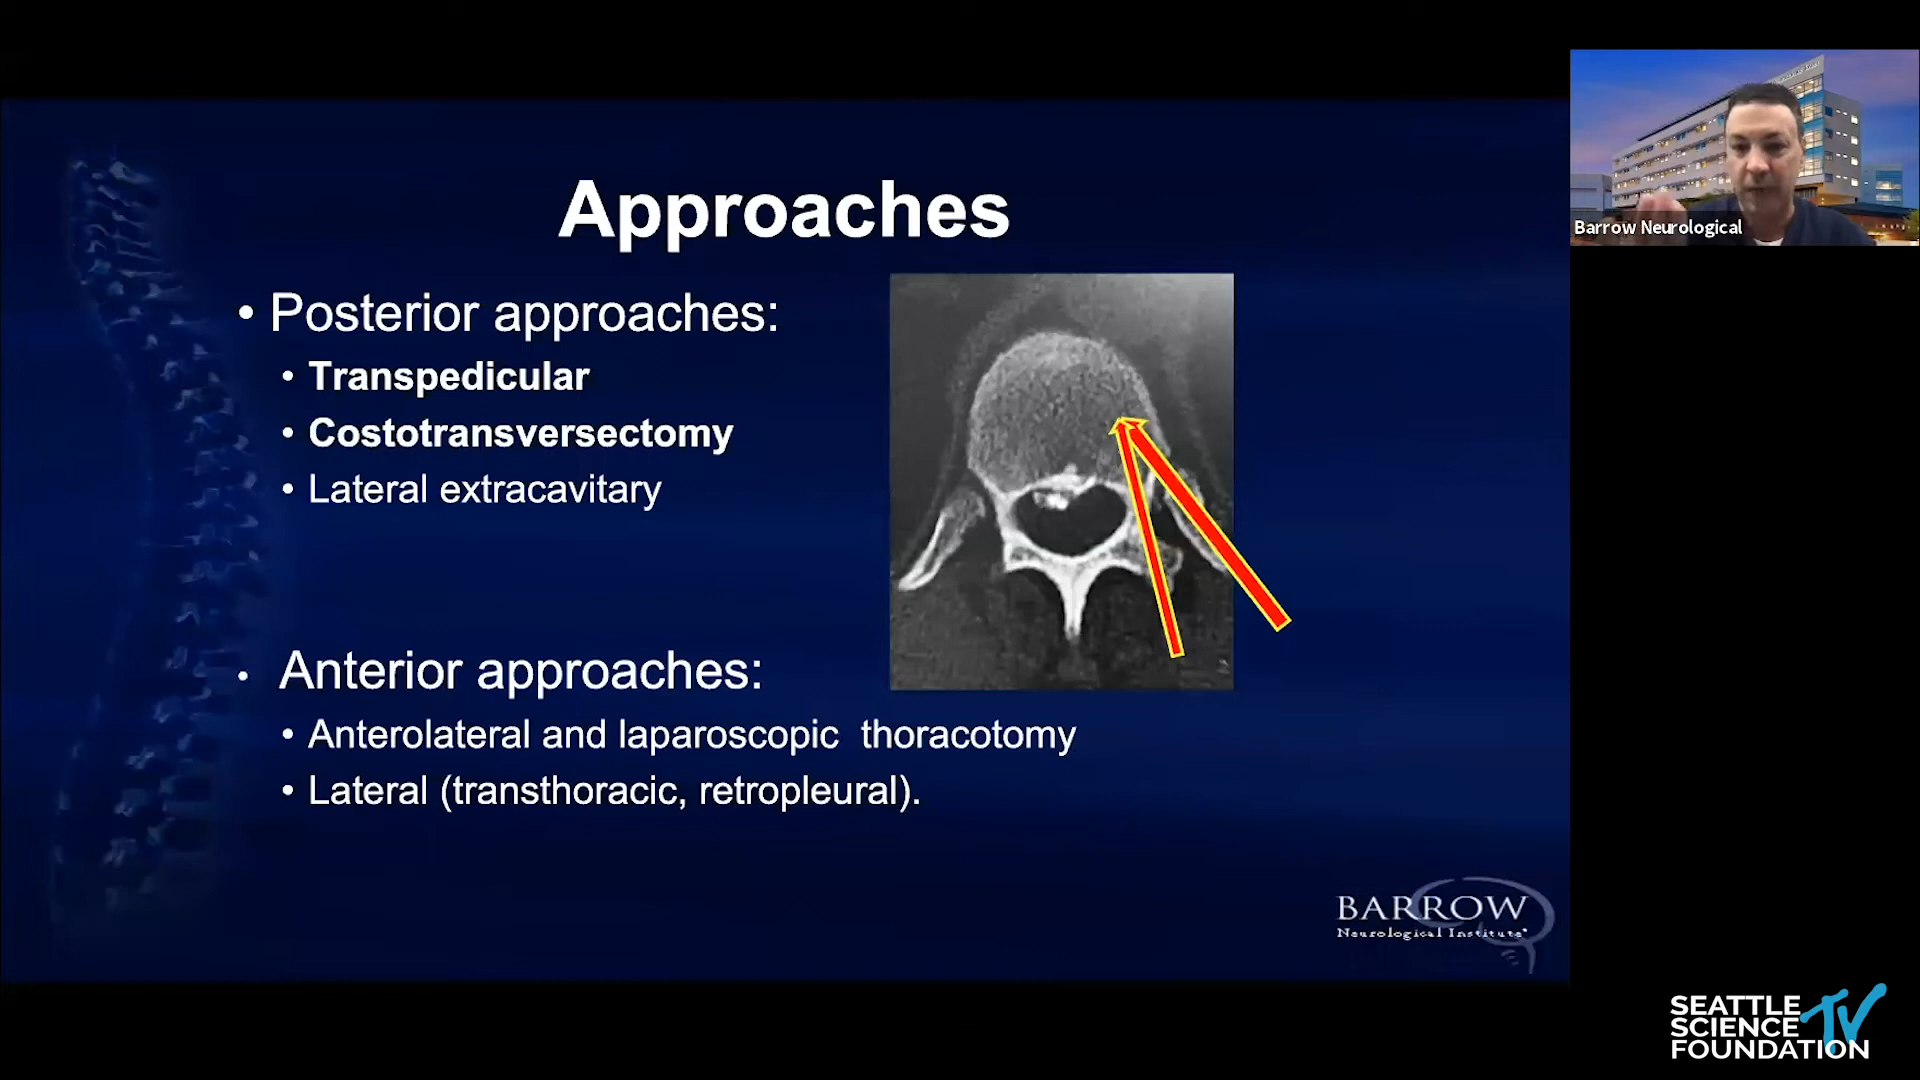 Approaches
• Posterior approaches:
• Transpedicular
• Costotransversectomy
• Lateral extracavitary
• Anterior approaches:
• Anterolateral and laparoscopic thoracotomy
• Lateral (transthoracic, retropleural).
BARROW
Neurological Institute®
Barrow Neurological
SEATTLE
SCIENCE TV
FOUNDATION